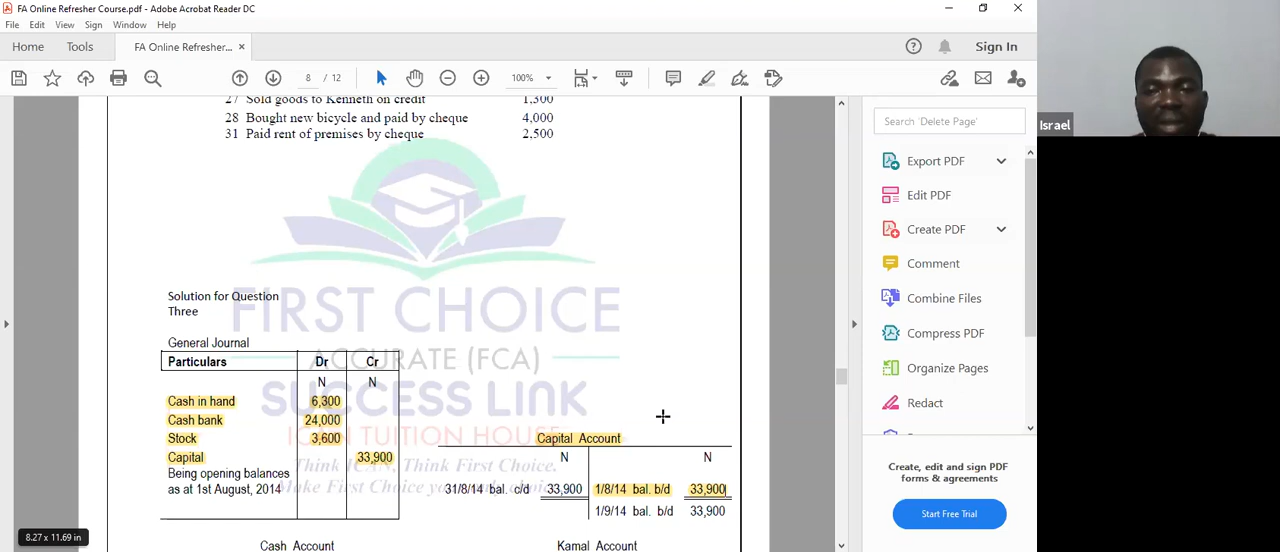 FA Online Refresher Course.pdf - Adobe Acrobat Reader DC
File Edit View Sign Window Help
Home Tools FA Online Refresher... × Sign In
8 / 12 100%
Israel
27 Sold goods to Kenneth on credit 1,300
28 Bought new bicycle and paid by cheque 4,000
31 Paid rent of premises by cheque 2,500
Solution for Question
Three
FIRST CHOICE
ACCURATE (FCA)
SUCCESS LINK
ICAN TUITION HOUSE
Think ICAN, Think First Choice.
General Journal
Particulars Dr Cr
N N
Cash in hand 6,300
Cash bank 24,000
Stock 3,600
Capital 33,900
Being opening balances
as at 1st August, 2014
Capital Account
N N
31/8/14 bal. c/d 33,900 1/8/14 bal. b/d 33,900
1/9/14 bal. b/d 33,900
Cash Account Kamal Account
8.27 x 11.69 in
Search 'Delete Page'
Export PDF
Edit PDF
Create PDF
Comment
Combine Files
Compress PDF
Organize Pages
Redact
Create, edit and sign PDF
forms & agreements
Start Free Trial